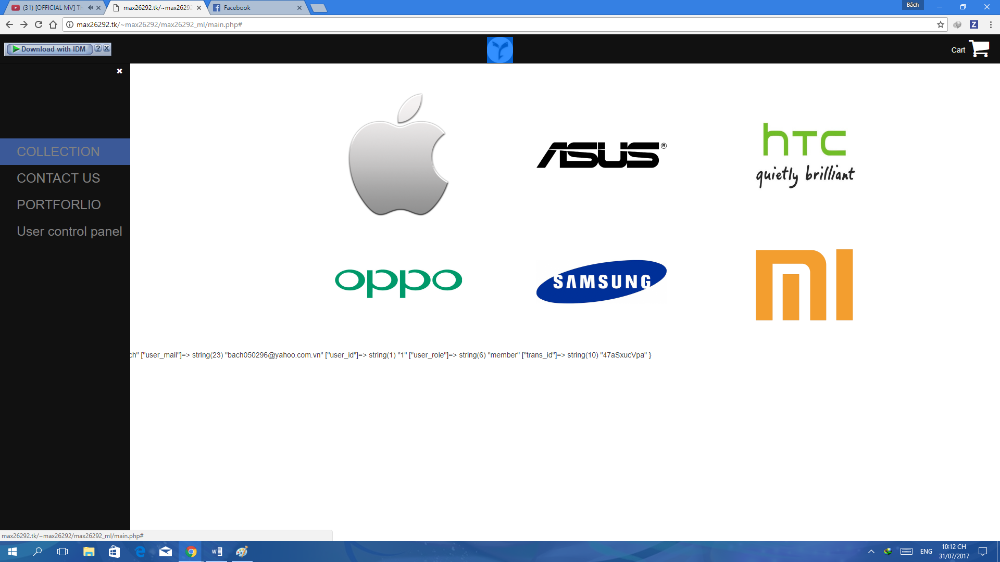 (31) [OFFICIAL MV] Th
max26292.tk/~max26292
Facebook
Bách
max26292.tk/~max26292/max26292_ml/main.php#
Z
Download with IDM ? X
Cart
COLLECTION
CONTACT US
PORTFORLIO
User control panel
ASUS®
hTC
quietly brilliant
oppo
SAMSUNG
MI
ch" ["user_mail"]=> string(23) "bach050296@yahoo.com.vn" ["user_id"]=> string(1) "1" ["user_role"]=> string(6) "member" ["trans_id"]=> string(10) "47aSxucVpa" }
max26292.tk/~max26292/max26292_ml/main.php#
ENG
10:12 CH
31/07/2017